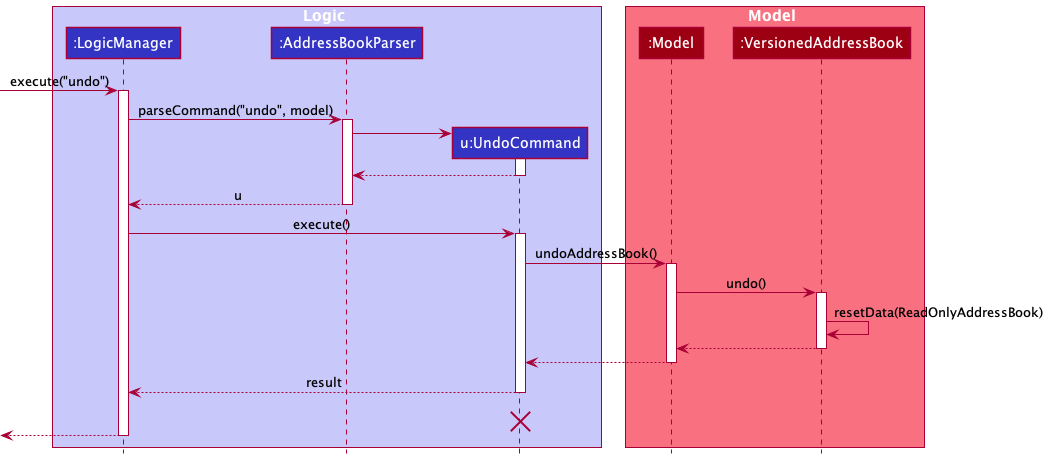 Logic
Model
:LogicManager
:AddressBookParser
:Model
:VersionedAddressBook
execute("undo")
parseCommand("undo", model)
u:UndoCommand
u
execute()
undoAddressBook()
undo()
resetData(ReadOnlyAddressBook)
result